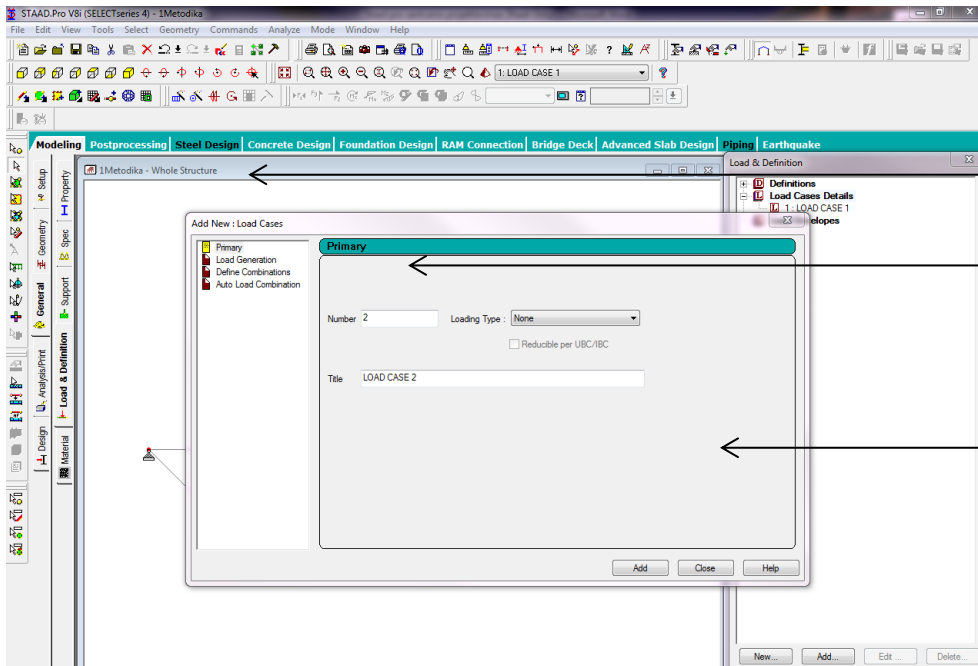 STAAD.Pro V8i (SELECTseries 4) - 1Metodika
File Edit View Tools Select Geometry Commands Analyze Mode Window Help
1: LOAD CASE 1
Modeling Postprocessing Steel Design Concrete Design Foundation Design RAM Connection Bridge Deck Advanced Slab Design Piping Earthquake
1Metodika - Whole Structure
Load & Definition
Definitions
Load Cases Details
1 : LOAD CASE 1
elopes
Setup
Geometry
General
Analysis/Print
Design
Property
Spec
Support
Load & Definition
Material
Add New : Load Cases
Primary
Load Generation
Define Combinations
Auto Load Combination
Primary
Number 2 Loading Type : None
Reducible per UBC/IBC
Title LOAD CASE 2
Add Close Help
New... Add... Edit ... Delete...